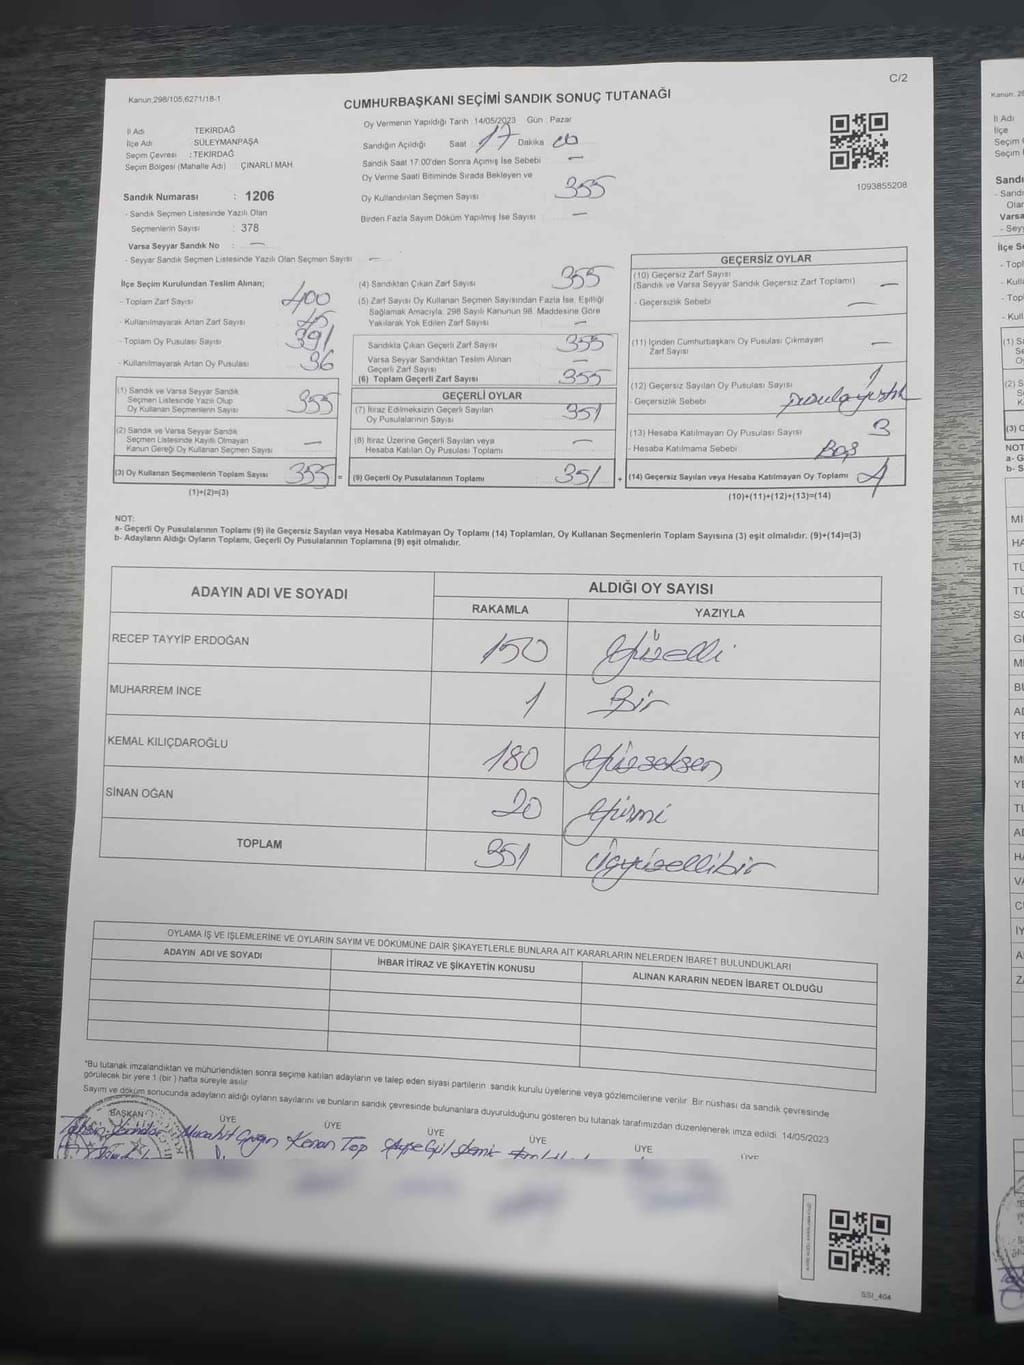 C/2
Kanun;298/105,6271/18-1
CUMHURBAŞKANI SEÇİMİ SANDIK SONUÇ TUTANAĞI
İl Adı TEKİRDAĞ
İlçe Adı SÜLEYMANPAŞA
Seçim Çevresi : TEKİRDAĞ
Seçim Bölgesi (Mahalle Adı) : ÇINARLI MAH.
Sandık Numarası : 1206
- Sandık Seçmen Listesinde Yazılı Olan
Seçmenlerin Sayısı : 378
Varsa Seyyar Sandık No : —
- Seyyar Sandık Seçmen Listesinde Yazılı Olan Seçmen Sayısı —
Oy Vermenin Yapıldığı Tarih : 14/05/2023 Gün : Pazar
Sandığın Açıldığı Saat : 17 Dakika
Sandık Saat 17:00'den Sonra Açımış İse Sebebi —
Oy Verme Saati Bitiminde Sırada Bekleyen ve
Oy Kullandırılan Seçmen Sayısı 355
Birden Fazla Sayım Döküm Yapılmış İse Sayısı —
1093855208
İlçe Seçim Kurulundan Teslim Alınan;
- Toplam Zarf Sayısı 400
- Kullanılmayarak Artan Zarf Sayısı 45
- Toplam Oy Pusulası Sayısı 391
- Kullanılmayarak Artan Oy Pusulası 36
(1) Sandık ve Varsa Seyyar Sandık
Seçmen Listesinde Yazılı Olup
Oy Kullanan Seçmenlerin Sayısı 355
(2) Sandık ve Varsa Seyyar Sandık
Seçmen Listesinde Kayıtlı Olmayan
Kanun Gereği Oy Kullanan Seçmen Sayısı —
(3) Oy Kullanan Seçmenlerin Toplam Sayısı 355 =
(1)+(2)=(3)
(4) Sandıktan Çıkan Zarf Sayısı 355
(5) Zarf Sayısı Oy Kullanan Seçmen Sayısından Fazla İse, Eşitliği
Sağlamak Amacıyla, 298 Sayılı Kanunun 98. Maddesine Göre
Yakılarak Yok Edilen Zarf Sayısı —
Sandıkta Çıkan Geçerli Zarf Sayısı 355
Varsa Seyyar Sandıktan Teslim Alınan
Geçerli Zarf Sayısı —
(6) Toplam Geçerli Zarf Sayısı 355
GEÇERLİ OYLAR
(7) İtiraz Edilmeksizin Geçerli Sayılan
Oy Pusulalarının Sayısı 351
(8) İtiraz Üzerine Geçerli Sayılan veya
Hesaba Katılan Oy Pusulası Toplamı —
(9) Geçerli Oy Pusulalarının Toplamı 351 +
GEÇERSİZ OYLAR
(10) Geçersiz Zarf Sayısı
(Sandık ve Varsa Seyyar Sandık Geçersiz Zarf Toplamı) —
- Geçersizlik Sebebi —
(11) İçinden Cumhurbaşkanı Oy Pusulası Çıkmayan
Zarf Sayısı —
(12) Geçersiz Sayılan Oy Pusulası Sayısı 1
- Geçersizlik Sebebi
(13) Hesaba Katılmayan Oy Pusulası Sayısı 3
- Hesaba Katılmama Sebebi Boş
(14) Geçersiz Sayılan veya Hesaba Katılmayan Oy Toplamı 4
(10)+(11)+(12)+(13)=(14)
NOT:
a- Geçerli Oy Pusulalarının Toplamı (9) ile Geçersiz Sayılan veya Hesaba Katılmayan Oy Toplamı (14) Toplamları, Oy Kullanan Seçmenlerin Toplam Sayısına (3) eşit olmalıdır. (9)+(14)=(3)
b- Adayların Aldığı Oyların Toplamı, Geçerli Oy Pusulalarının Toplamına (9) eşit olmalıdır.
ADAYIN ADI VE SOYADI ALDIĞI OY SAYISI
RAKAMLA YAZIYLA
RECEP TAYYİP ERDOĞAN 150 Yüzelli
MUHARREM İNCE 1 Bir
KEMAL KILIÇDAROĞLU 180 Yüzseksen
SİNAN OĞAN 20 Yirmi
TOPLAM 351 Üçyüzellibir
OYLAMA İŞ VE İŞLEMLERİNE VE OYLARIN SAYIM VE DÖKÜMÜNE DAİR ŞİKAYETLERLE BUNLARA AİT KARARLARIN NELERDEN İBARET BULUNDUKLARI
ADAYIN ADI VE SOYADI İHBAR İTİRAZ VE ŞİKAYETİN KONUSU ALINAN KARARIN NEDEN İBARET OLDUĞU
*Bu tutanak imzalandıktan ve mühürlendikten sonra seçime katılan adayların ve talep eden siyasi partilerin sandık kurulu üyelerine veya gözlemcilerine verilir. Bir nüshası da sandık çevresinde
görülecek bir yere 1 (bir) hafta süreyle asılır.
Sayım ve döküm sonucunda adayların aldığı oyların sayılarını ve bunların sandık çevresinde bulunanlara duyurulduğunu gösteren bu tutanak tarafımızdan düzenlenerek imza edildi. 14/05/2023
BAŞKAN ÜYE ÜYE ÜYE ÜYE ÜYE ÜYE
Kenan Top
SSI_404